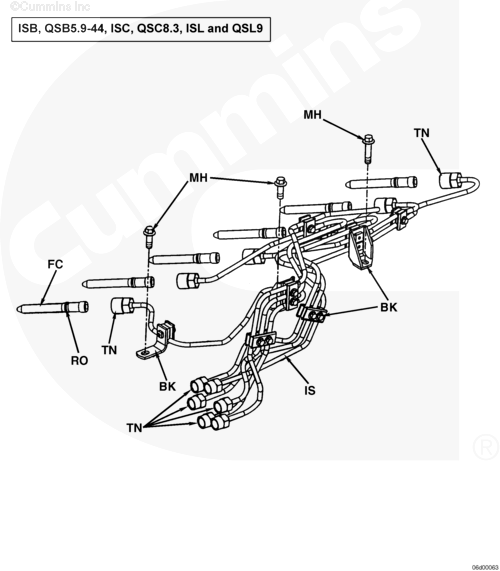 ©Cummins Inc
ISB, QSB5.9-44, ISC, QSC8.3, ISL and QSL9
Cummins
MH
TN
MH
FC
BK
RO
TN
BK
IS
TN
®
06d00063